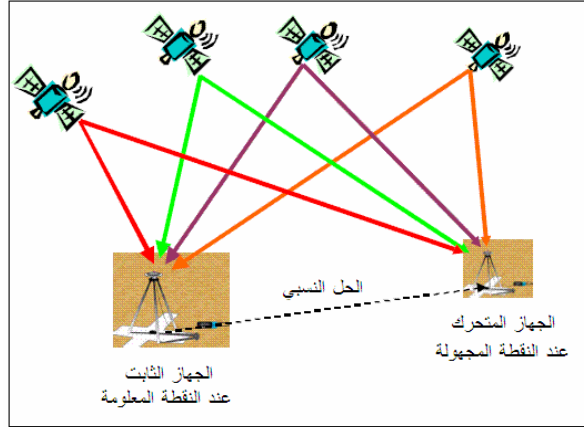 الحل النسبي
الجهاز المتحرك
عند النقطة المجهولة
الجهاز الثابت
عند النقطة المعلومة